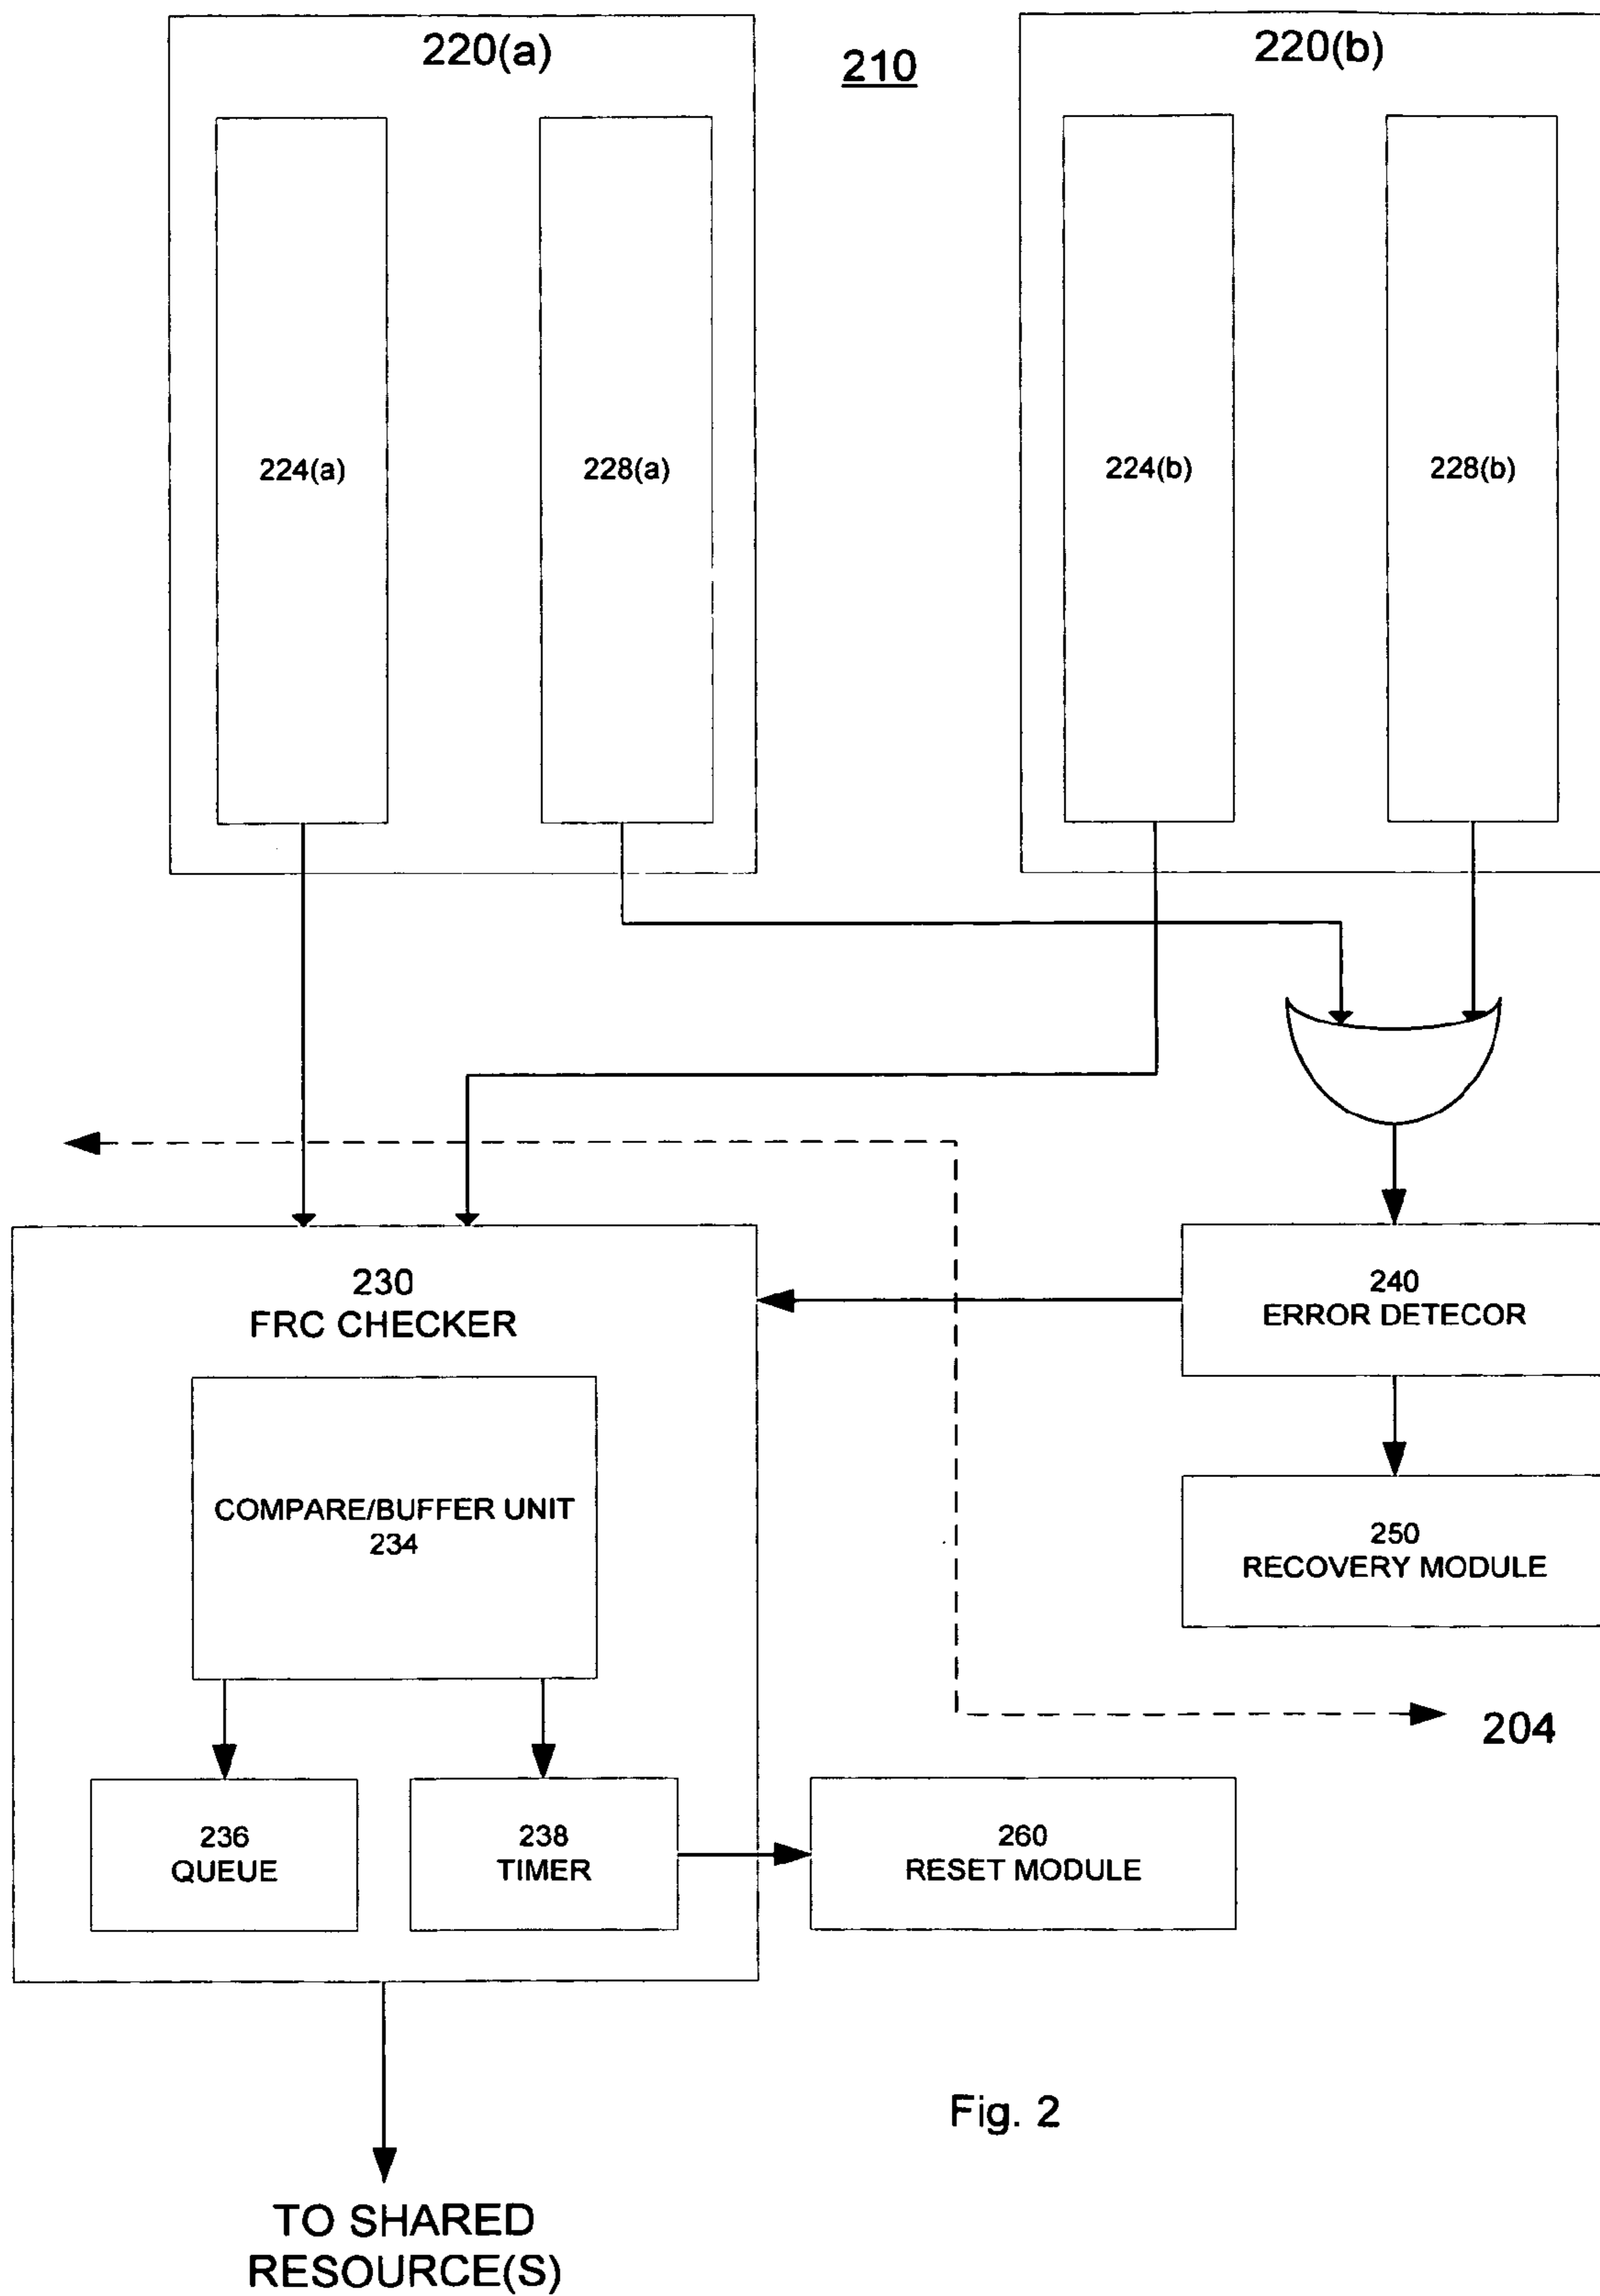 220(a)
210
220(b)
224(a)
228(a)
224(b)
228(b)
230
FRC CHECKER
240
ERROR DETECOR
COMPARE/BUFFER UNIT
234
250
RECOVERY MODULE
204
236
QUEUE
238
TIMER
260
RESET MODULE
Fig. 2
TO SHARED
RESOURCE(S)